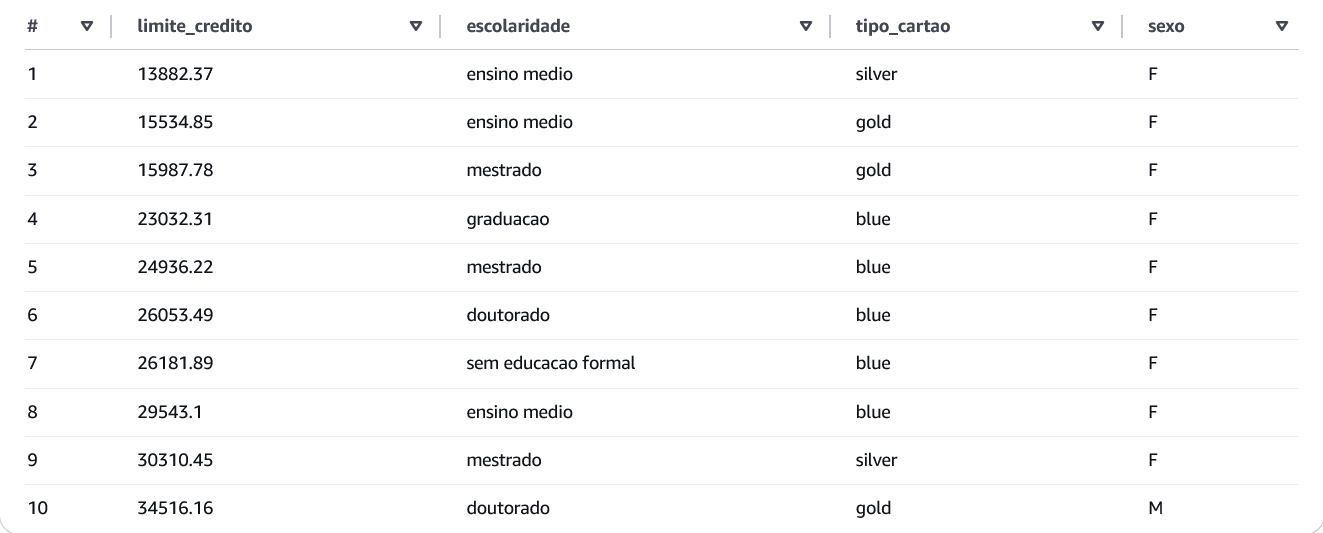 # limite_credito escolaridade tipo_cartao sexo
1 13882.37 ensino medio silver F
2 15534.85 ensino medio gold F
3 15987.78 mestrado gold F
4 23032.31 graduacao blue F
5 24936.22 mestrado blue F
6 26053.49 doutorado blue F
7 26181.89 sem educacao formal blue F
8 29543.1 ensino medio blue F
9 30310.45 mestrado silver F
10 34516.16 doutorado gold M